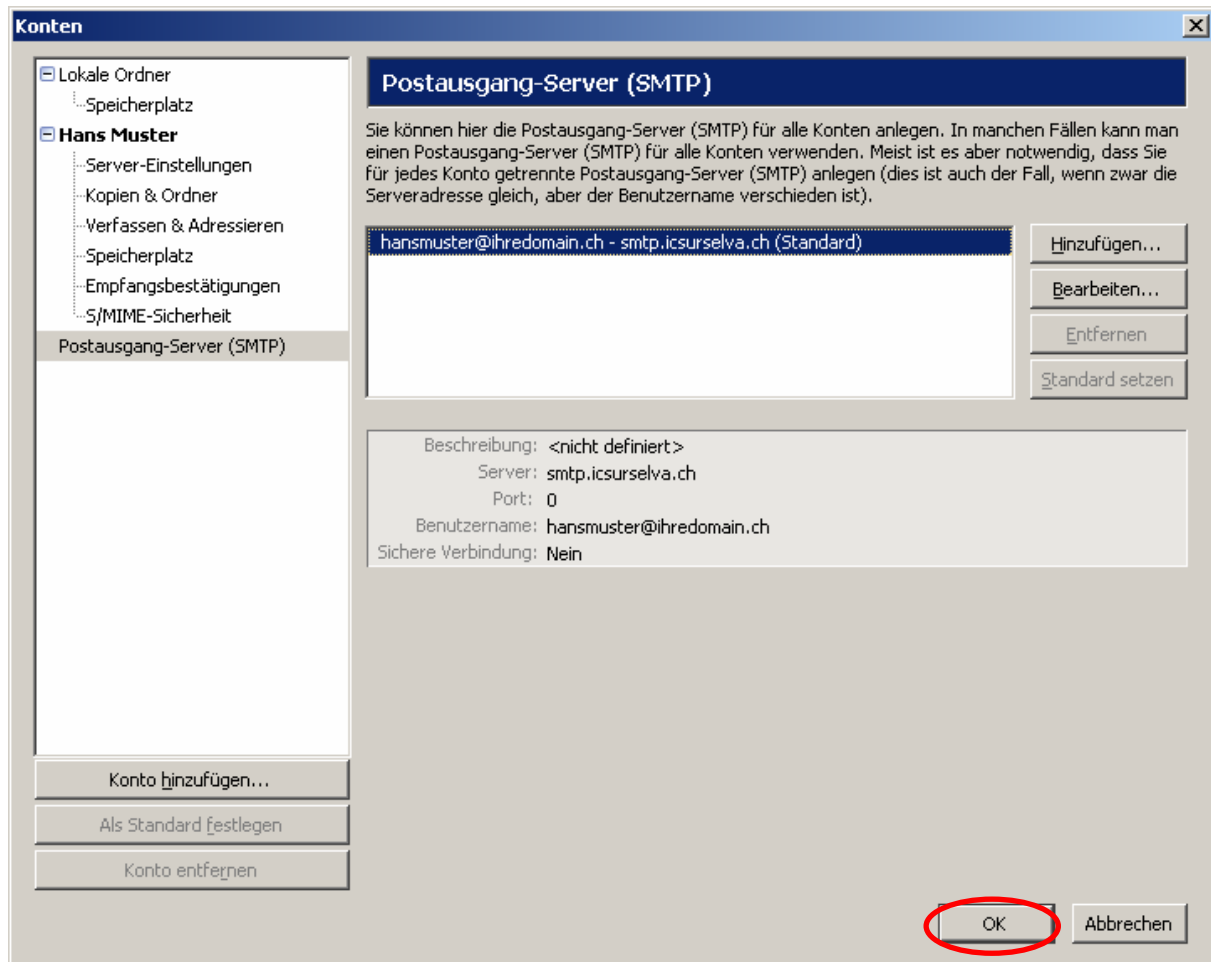 Konten
Lokale Ordner
Speicherplatz
Hans Muster
Server-Einstellungen
Kopien & Ordner
Verfassen & Adressieren
Speicherplatz
Empfangsbestätigungen
S/MIME-Sicherheit
Postausgang-Server (SMTP)
Konto hinzufügen...
Als Standard festlegen
Konto entfernen
Postausgang-Server (SMTP)
Sie können hier die Postausgang-Server (SMTP) für alle Konten anlegen. In manchen Fällen kann man
einen Postausgang-Server (SMTP) für alle Konten verwenden. Meist ist es aber notwendig, dass Sie
für jedes Konto getrennte Postausgang-Server (SMTP) anlegen (dies ist auch der Fall, wenn zwar die
Serveradresse gleich, aber der Benutzername verschieden ist).
hansmuster@ihredomain.ch - smtp.icsurselva.ch (Standard)
Hinzufügen...
Bearbeiten...
Entfernen
Standard setzen
Beschreibung: <nicht definiert>
Server: smtp.icsurselva.ch
Port: 0
Benutzername: hansmuster@ihredomain.ch
Sichere Verbindung: Nein
OK
Abbrechen